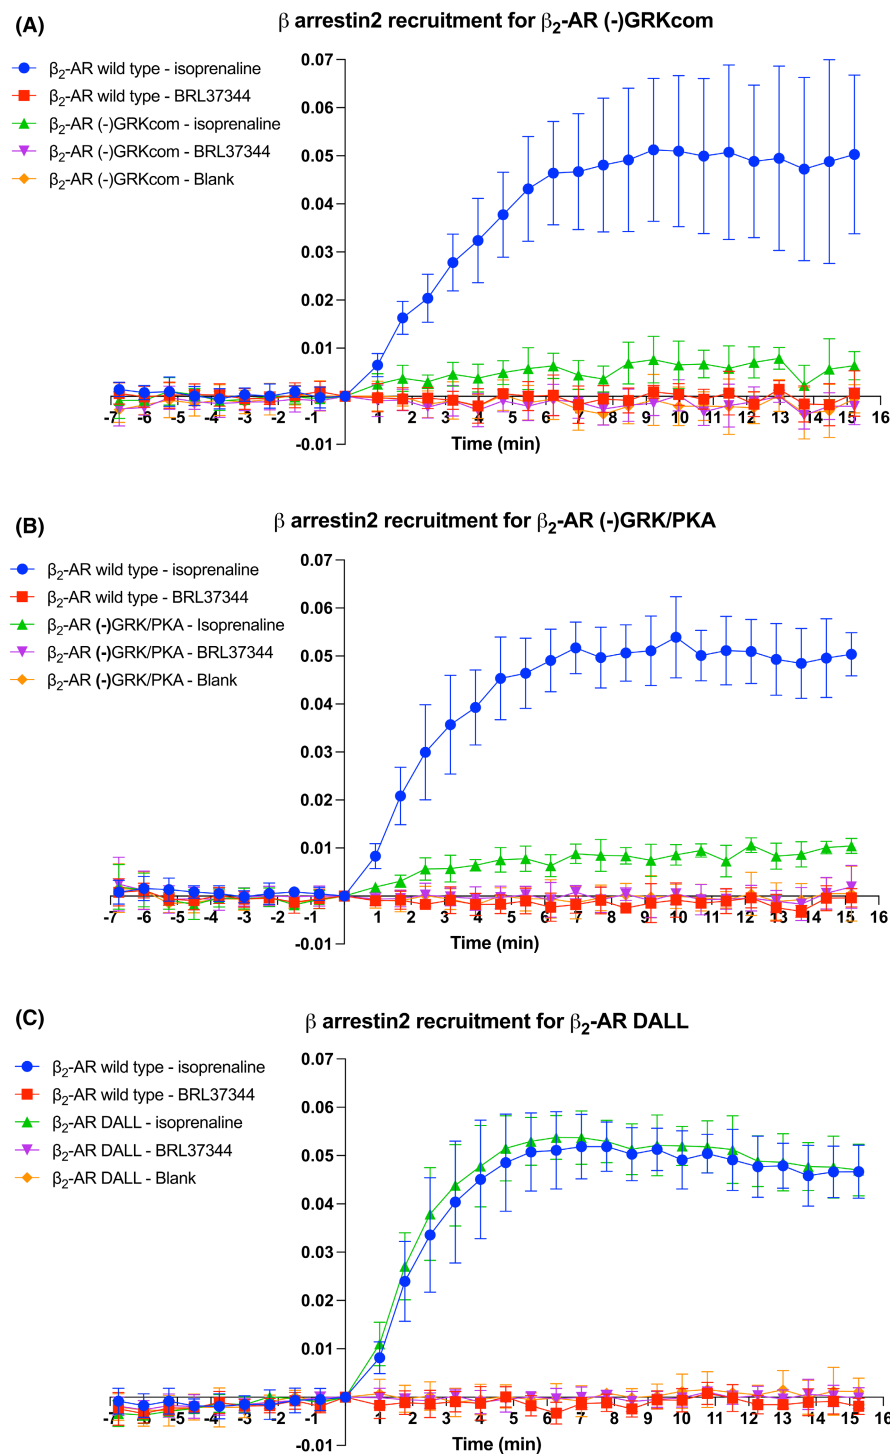 (A)
β arrestin2 recruitment for β2-AR (-)GRKcom
β2-AR wild type - isoprenaline
β2-AR wild type - BRL37344
β2-AR (-)GRKcom - isoprenaline
β2-AR (-)GRKcom - BRL37344
β2-AR (-)GRKcom - Blank
0.07
0.06
0.05
0.04
0.03
0.02
0.01
-7 -6 -5 -4 -3 -2 -1 1 2 3 4 5 6 7 8 9 10 11 12 13 14 15 16
-0.01
Time (min)
(B)
β arrestin2 recruitment for β2-AR (-)GRK/PKA
β2-AR wild type - isoprenaline
β2-AR wild type - BRL37344
β2-AR (-)GRK/PKA - Isoprenaline
β2-AR (-)GRK/PKA - BRL37344
β2-AR (-)GRK/PKA - Blank
0.07
0.06
0.05
0.04
0.03
0.02
0.01
-7 -6 -5 -4 -3 -2 -1 1 2 3 4 5 6 7 8 9 10 11 12 13 14 15 16
-0.01
Time (min)
(C)
β arrestin2 recruitment for β2-AR DALL
β2-AR wild type - isoprenaline
β2-AR wild type - BRL37344
β2-AR DALL - isoprenaline
β2-AR DALL - BRL37344
β2-AR DALL - Blank
0.07
0.06
0.05
0.04
0.03
0.02
0.01
-7 -6 -5 -4 -3 -2 -1 1 2 3 4 5 6 7 8 9 10 11 12 13 14 15 16
-0.01
Time (min)